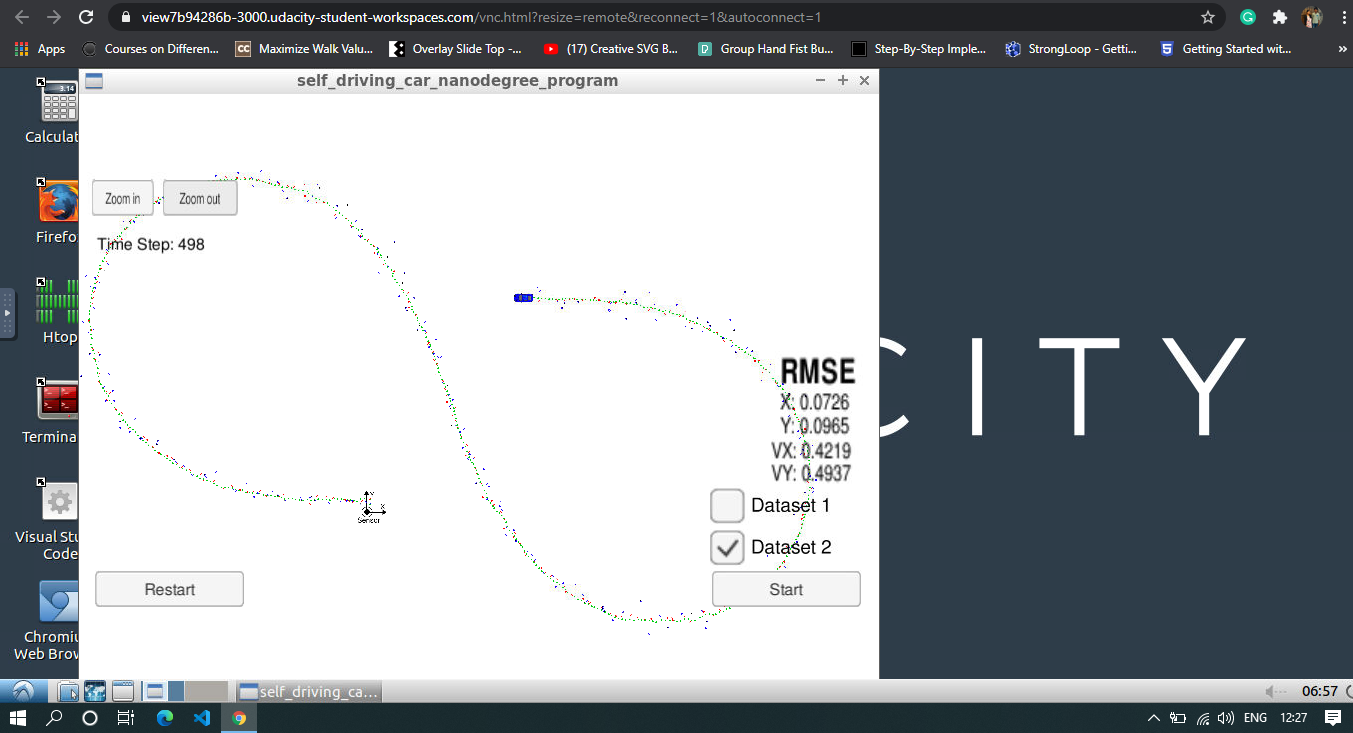 view7b94286b-3000.udacity-student-workspaces.com/vnc.html?resize=remote&reconnect=1&autoconnect=1
Apps
Courses on Differen...
Maximize Walk Valu...
Overlay Slide Top -...
(17) Creative SVG B...
Group Hand Fist Bu...
Step-By-Step Imple...
StrongLoop - Getti...
Getting Started wit...
»
self_driving_car_nanodegree_program
3.14
Calculat
Firefo
Htop
Termina
Visual Stu
Code
Chromiu
Web Brow
Zoom in
Zoom out
Time Step: 498
RMSE
X: 0.0726
Y: 0.0965
VX: 0.4219
VY: 0.4937
Y
X
Sensor
Dataset 1
Dataset 2
Restart
Start
CITY
self_driving_ca...
06:57
ENG
12:27